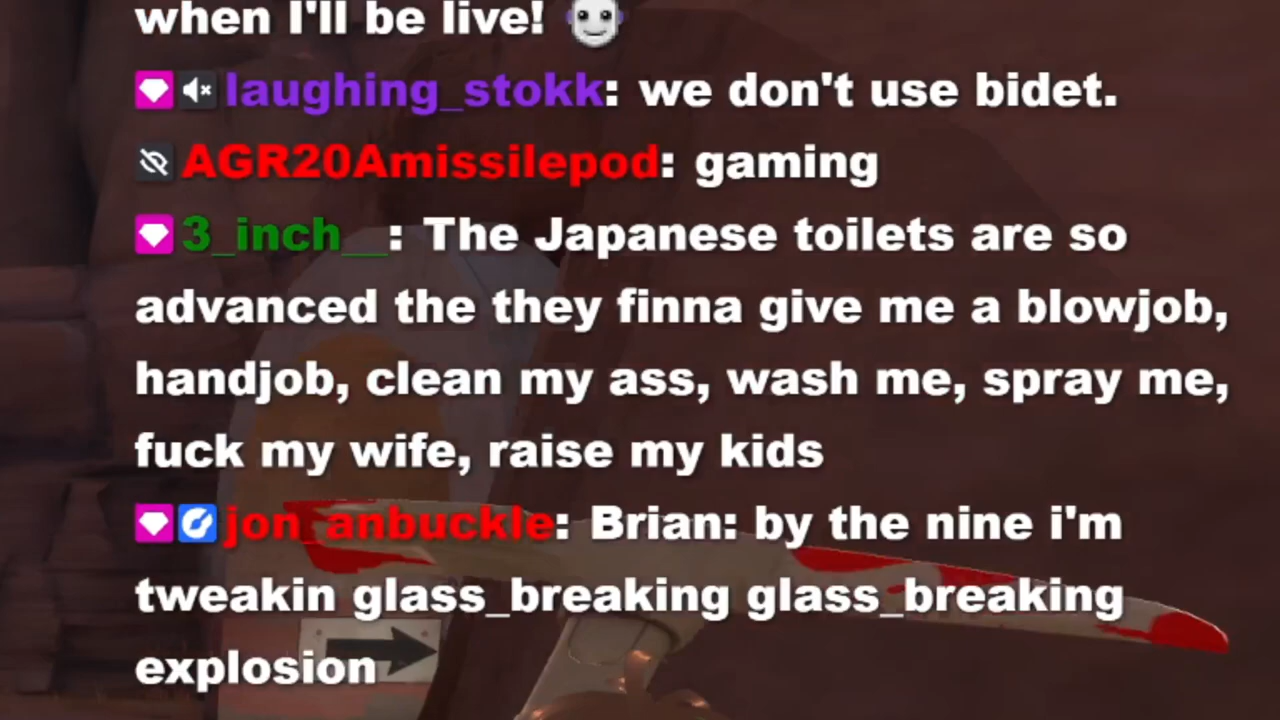 when I'll be live!
laughing_stokk: we don't use bidet.
AGR20Amissilepod: gaming
3_inch__: The Japanese toilets are so
advanced the they finna give me a blowjob,
handjob, clean my ass, wash me, spray me,
fuck my wife, raise my kids
jon_anbuckle: Brian: by the nine i'm
tweakin glass_breaking glass_breaking
explosion